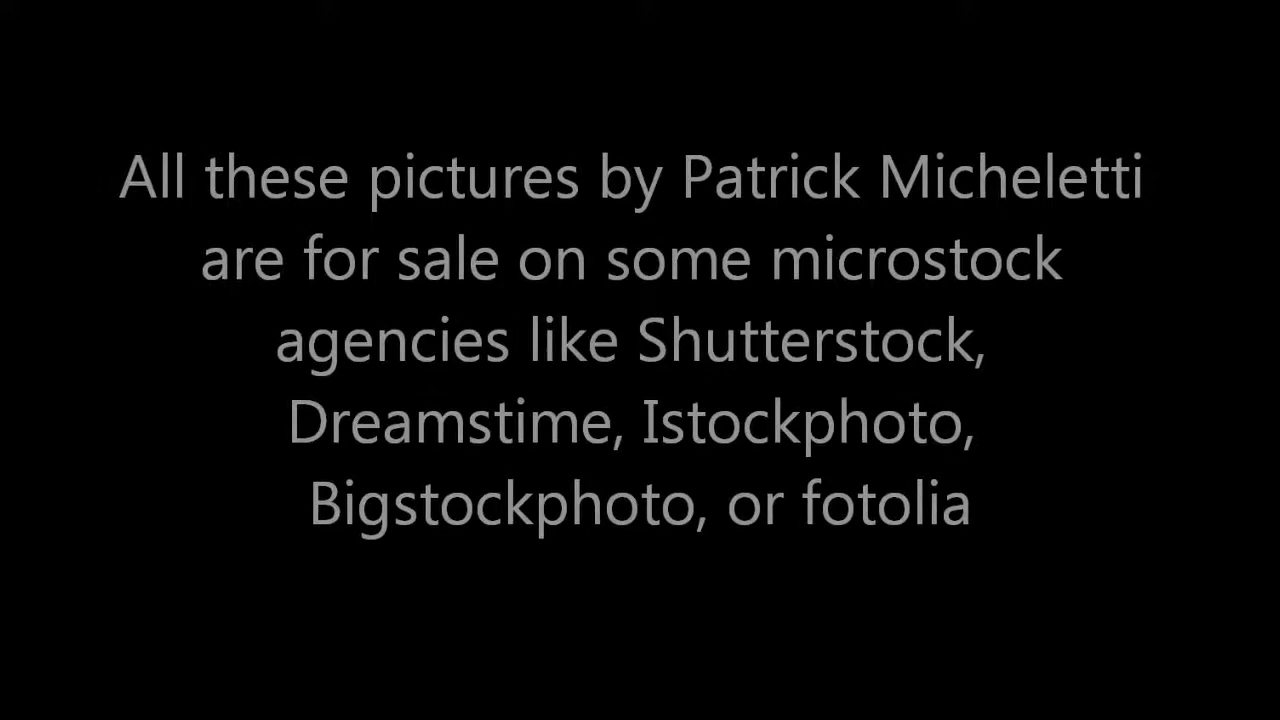 All these pictures by Patrick Micheletti
are for sale on some microstock
agencies like Shutterstock,
Dreamstime, Istockphoto,
Bigstockphoto, or fotolia